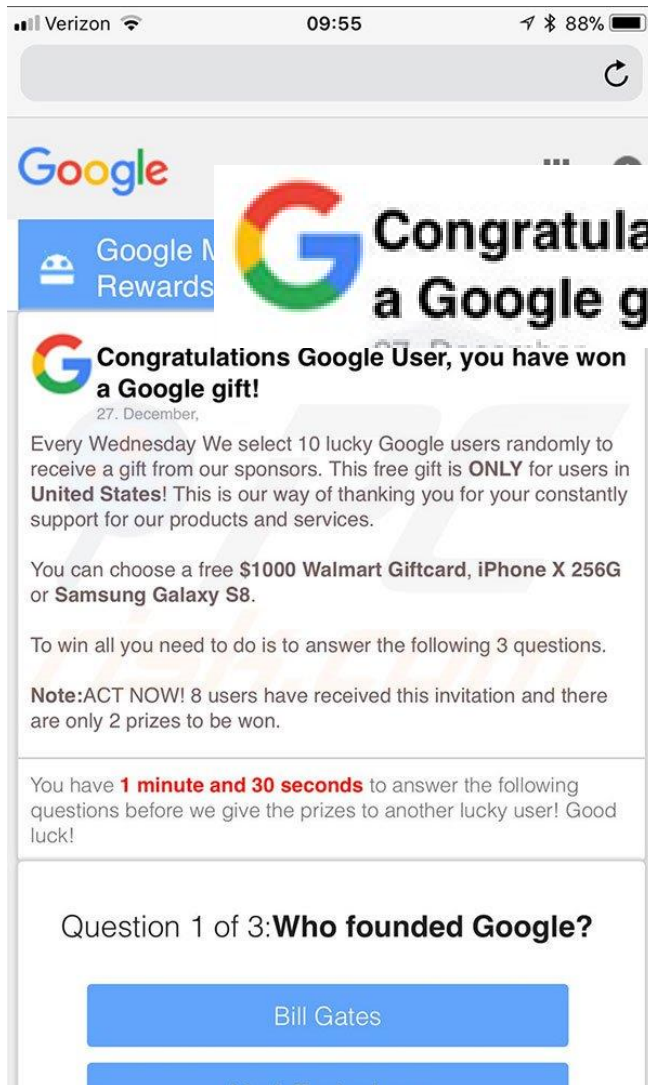 Verizon 09:55 88%
Google
Google M
Rewards
Congratula
a Google g
Congratulations Google User, you have won
a Google gift!
27. December,
Every Wednesday We select 10 lucky Google users randomly to
receive a gift from our sponsors. This free gift is ONLY for users in
United States! This is our way of thanking you for your constantly
support for our products and services.
You can choose a free $1000 Walmart Giftcard, iPhone X 256G
or Samsung Galaxy S8.
To win all you need to do is to answer the following 3 questions.
Note:ACT NOW! 8 users have received this invitation and there
are only 2 prizes to be won.
You have 1 minute and 30 seconds to answer the following
questions before we give the prizes to another lucky user! Good
luck!
Question 1 of 3:Who founded Google?
Bill Gates
PC
risk.com